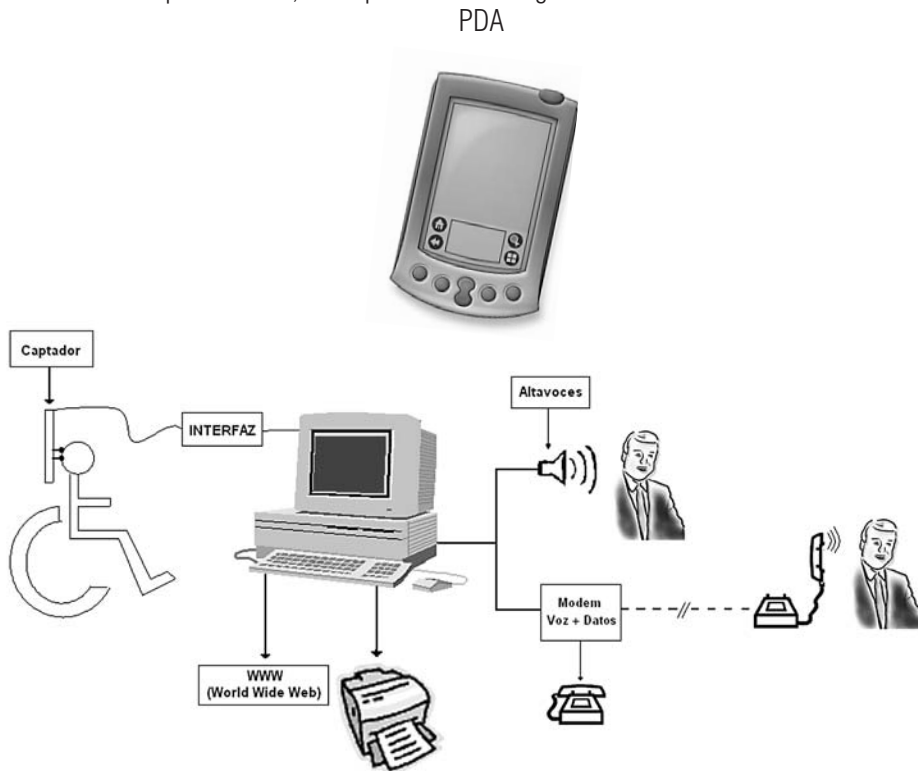 PDA
Captador
INTERFAZ
Altavoces
Modem
Voz + Datos
WWW
(World Wide Web)